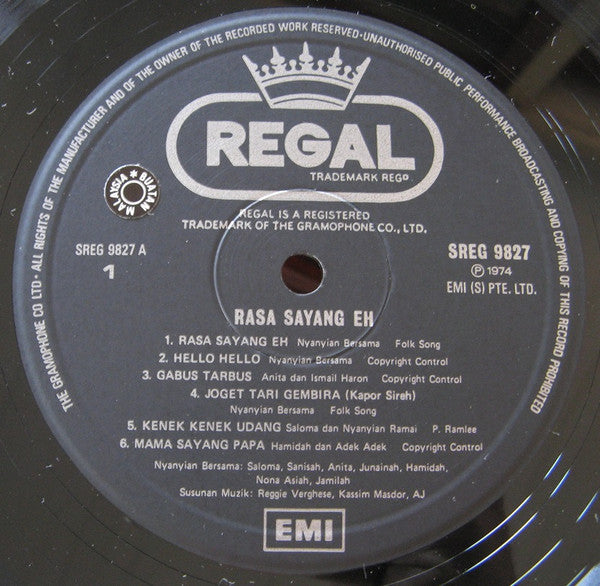 THE GRAMOPHONE CO LTD · ALL RIGHTS OF THE MANUFACTURER AND OF THE OWNER OF THE RECORDED WORK RESERVED · UNAUTHORISED PUBLIC PERFORMANCE BROADCASTING AND COPYING OF THIS RECORD PROHIBITED
REGAL
TRADEMARK REGD
REGAL IS A REGISTERED
TRADEMARK OF THE GRAMOPHONE CO., LTD.
BUATAN * MALAYSIA
SREG 9827 A
1
SREG 9827
Ⓟ 1974
EMI (S) PTE. LTD.
RASA SAYANG EH
1. RASA SAYANG EH Nyanyian Bersama Folk Song
2. HELLO HELLO Nyanyian Bersama Copyright Control
3. GABUS TARBUS Anita dan Ismail Haron Copyright Control
4. JOGET TARI GEMBIRA (Kapor Sireh)
Nyanyian Bersama Folk Song
5. KENEK KENEK UDANG Saloma dan Nyanyian Ramai P. Ramlee
6. MAMA SAYANG PAPA Hamidah dan Adek Adek Copyright Control
Nyanyian Bersama: Saloma, Sanisah, Anita, Junainah, Hamidah,
Nona Asiah, Jamilah
Susunan Muzik: Reggie Verghese, Kassim Masdor, AJ
EMI